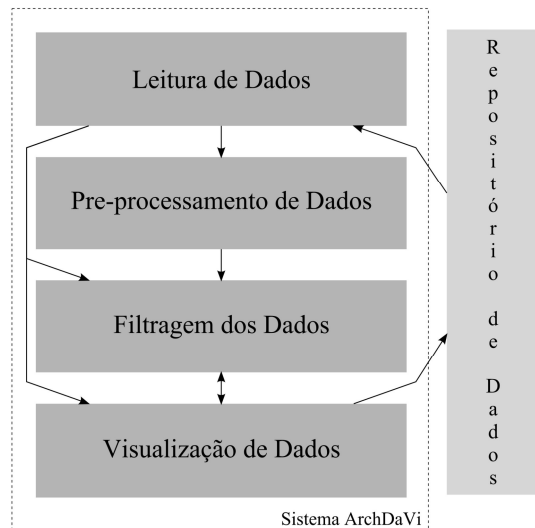 Leitura de Dados
Pre-processamento de Dados
Filtragem dos Dados
Visualização de Dados
Sistema ArchDaVi
Repositório de Dados